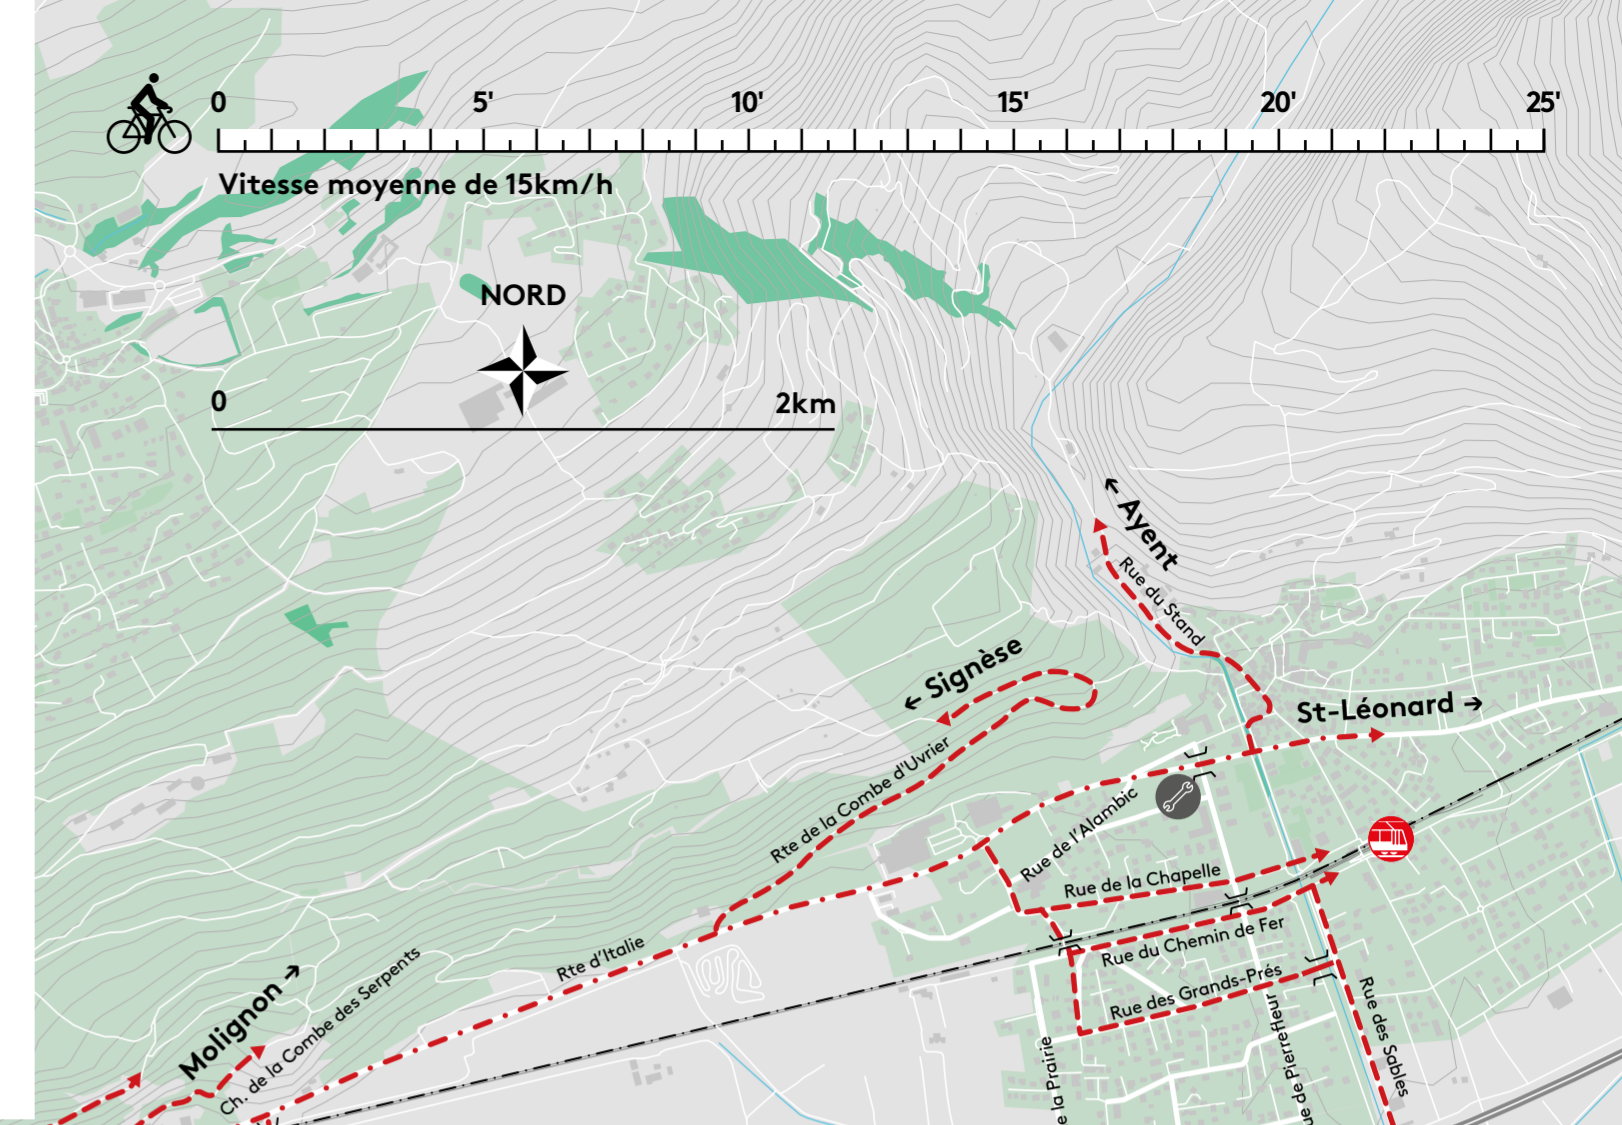 0 5' 10' 15' 20' 25'
Vitesse moyenne de 15km/h
NORD
0 2km
← Ayent
Rue du Stand
← Signèse
St-Léonard →
Rte de la Combe d'Uvrier
Rue de l'Alambic
Rue de la Chapelle
Rue du Chemin de Fer
Rte d'Italie
Rue des Grands-Prés
Molignon →
Ch. de la Combe des Serpents
Rue des Sables
e la Prairie
ue de Pierrefleur